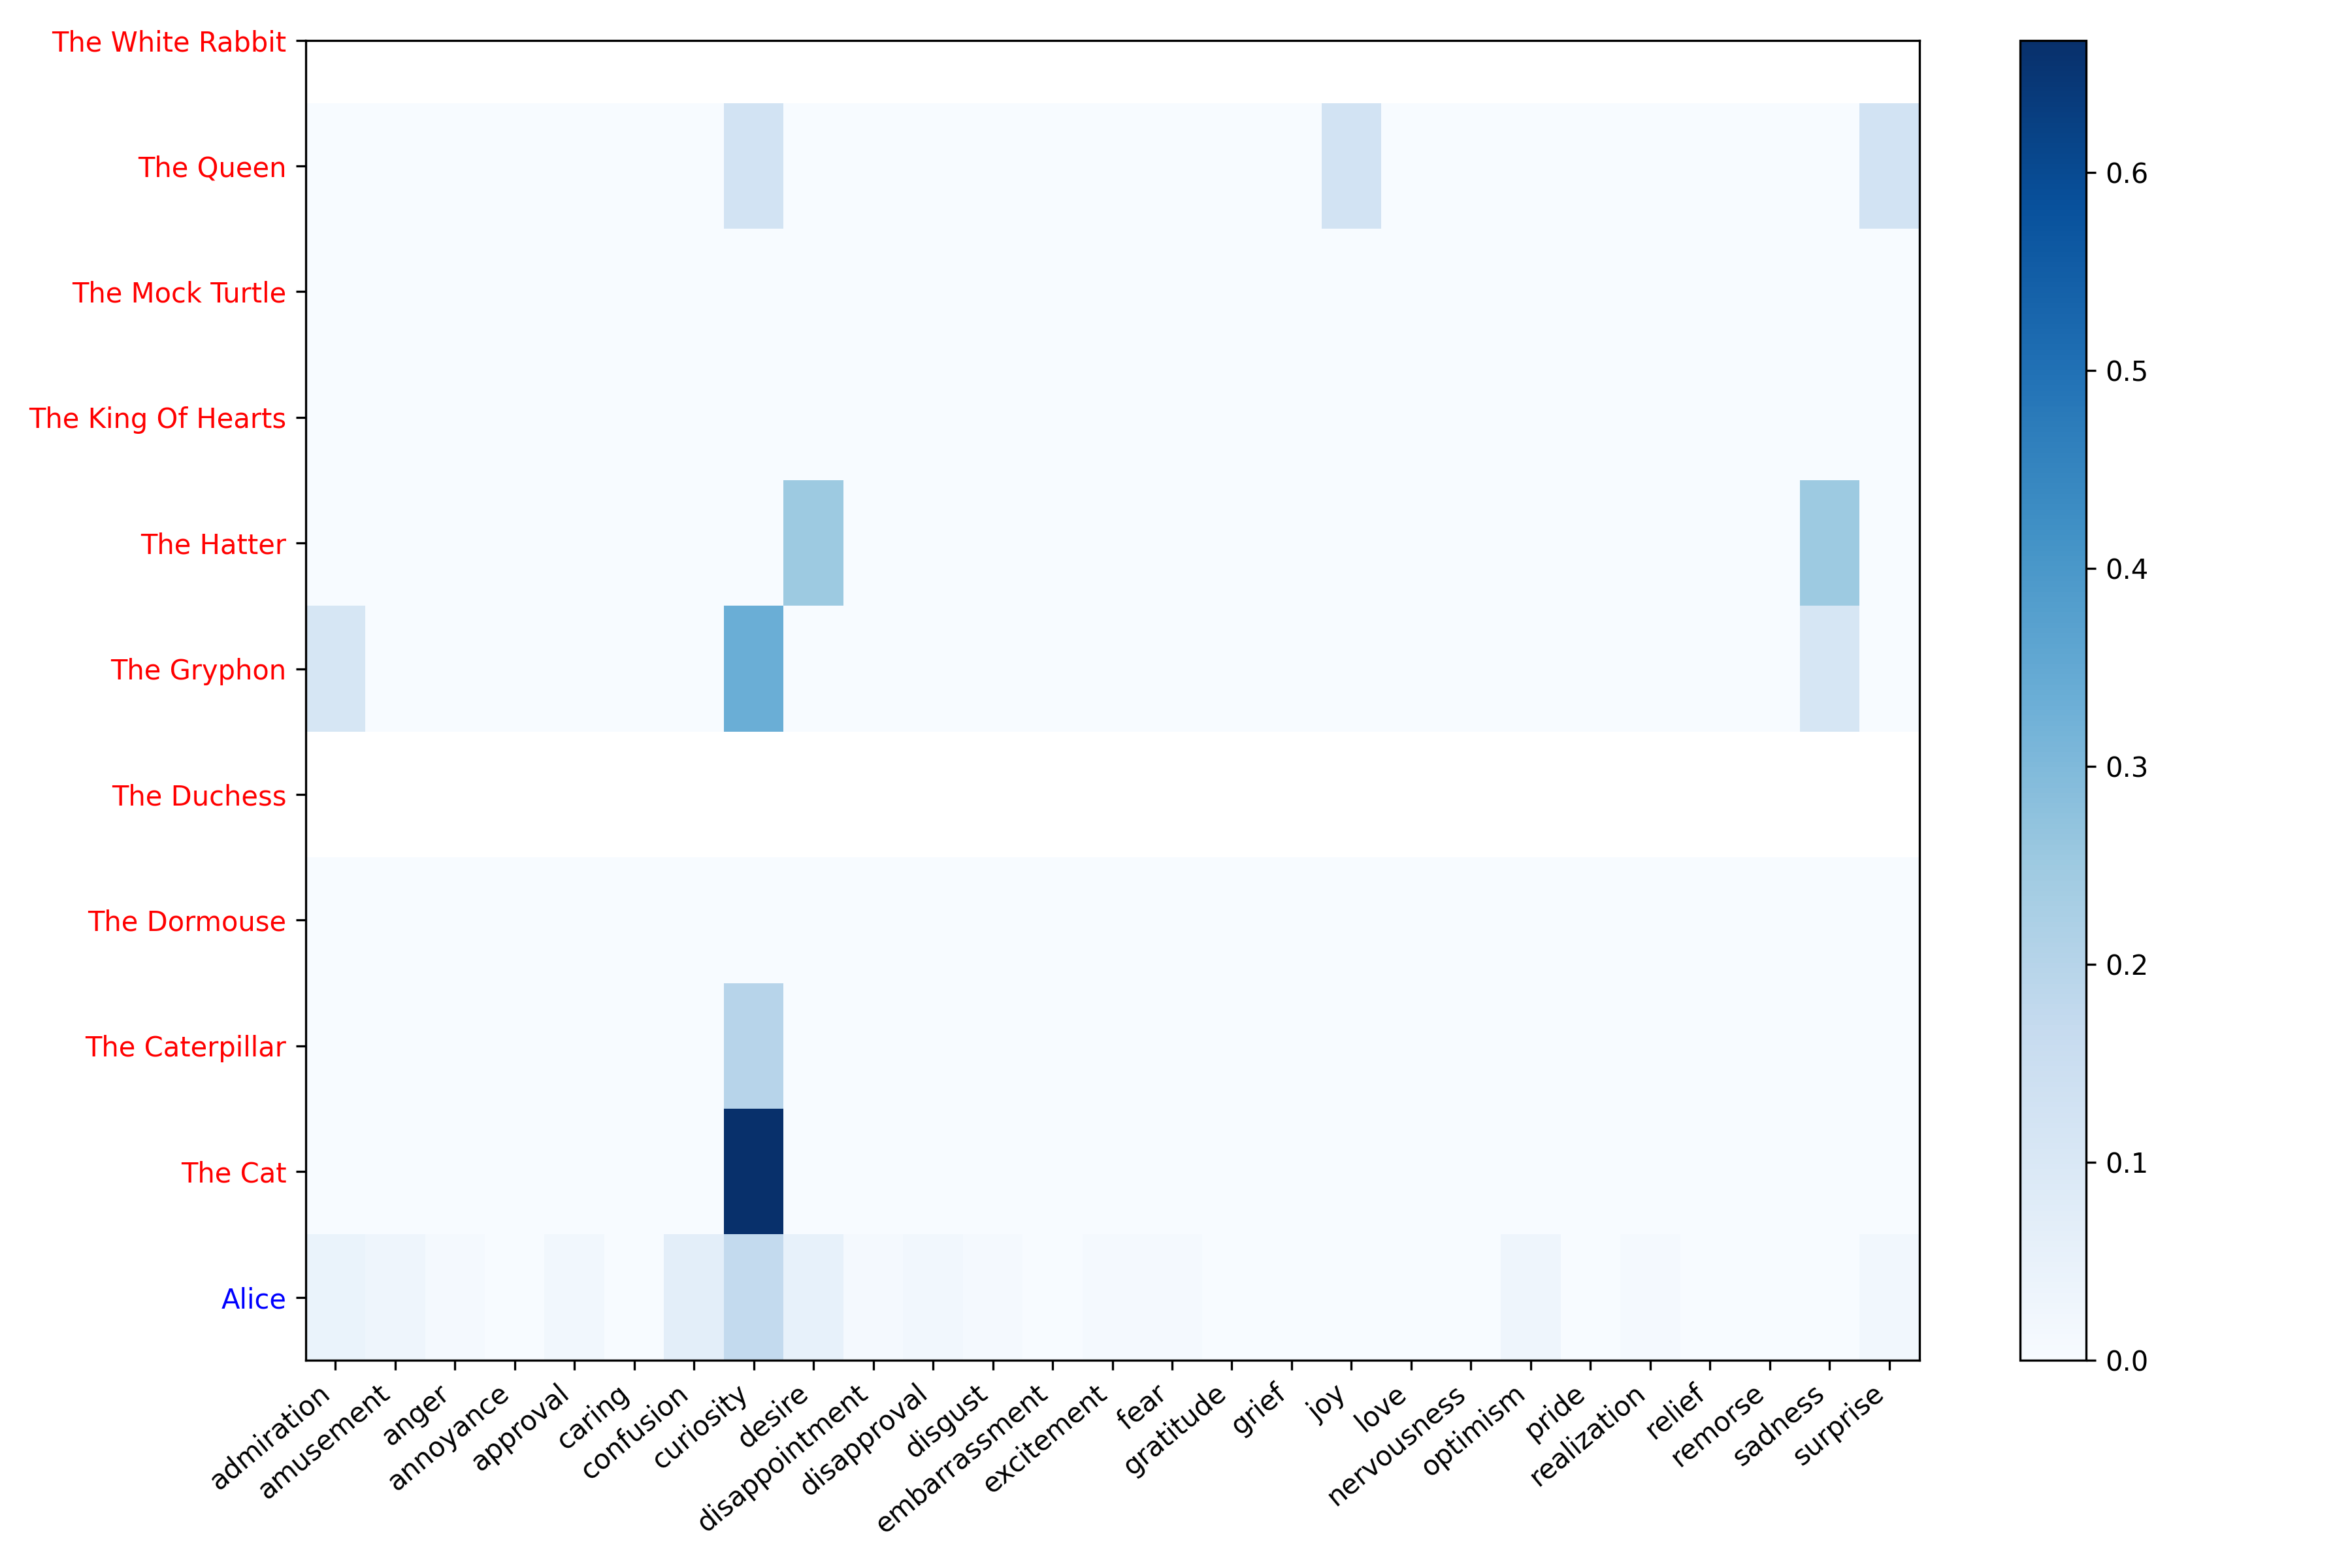 The White Rabbit
The Queen
The Mock Turtle
The King Of Hearts
The Hatter
The Gryphon
The Duchess
The Dormouse
The Caterpillar
The Cat
Alice
admiration
amusement
anger
annoyance
approval
caring
confusion
curiosity
desire
disappointment
disapproval
disgust
embarrassment
excitement
fear
gratitude
grief
joy
love
nervousness
optimism
pride
realization
relief
remorse
sadness
surprise
0.6
0.5
0.4
0.3
0.2
0.1
0.0